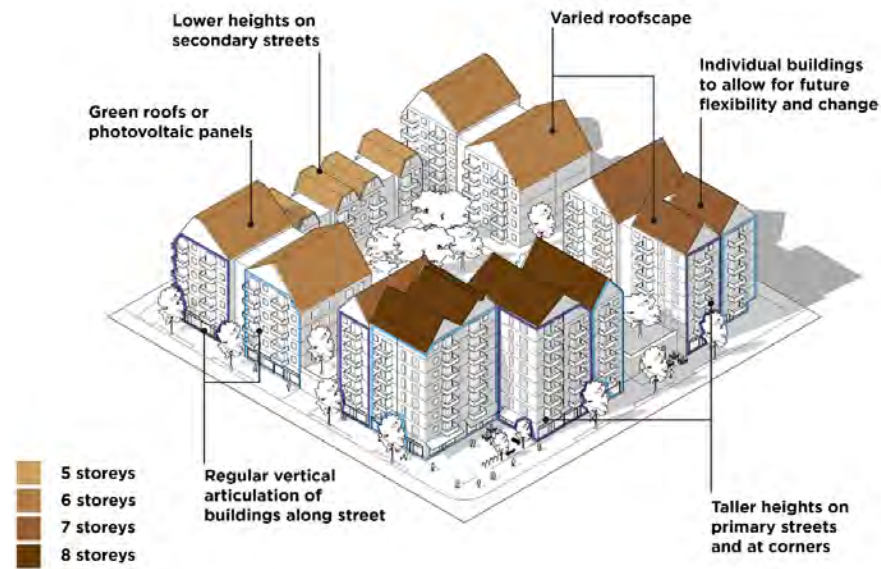 Lower heights on
secondary streets
Varied roofscape
Individual buildings
to allow for future
flexibility and change
Green roofs or
photovoltaic panels
5 storeys
6 storeys
7 storeys
8 storeys
Regular vertical
articulation of
buildings along street
Taller heights on
primary streets
and at corners